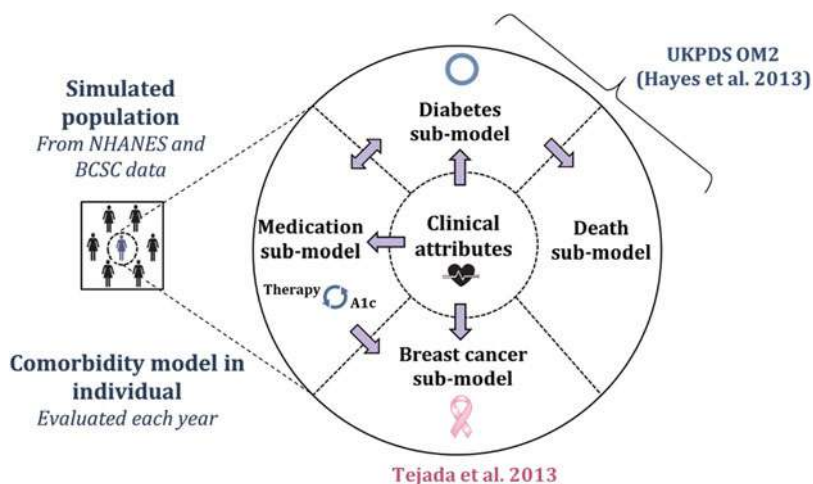 Simulated
population
From NHANES and
BCSC data
Comorbidity model in
individual
Evaluated each year
UKPDS OM2
(Hayes et al. 2013)
Diabetes
sub-model
Medication
sub-model
Therapy
A1c
Clinical
attributes
Death
sub-model
Breast cancer
sub-model
Tejada et al. 2013